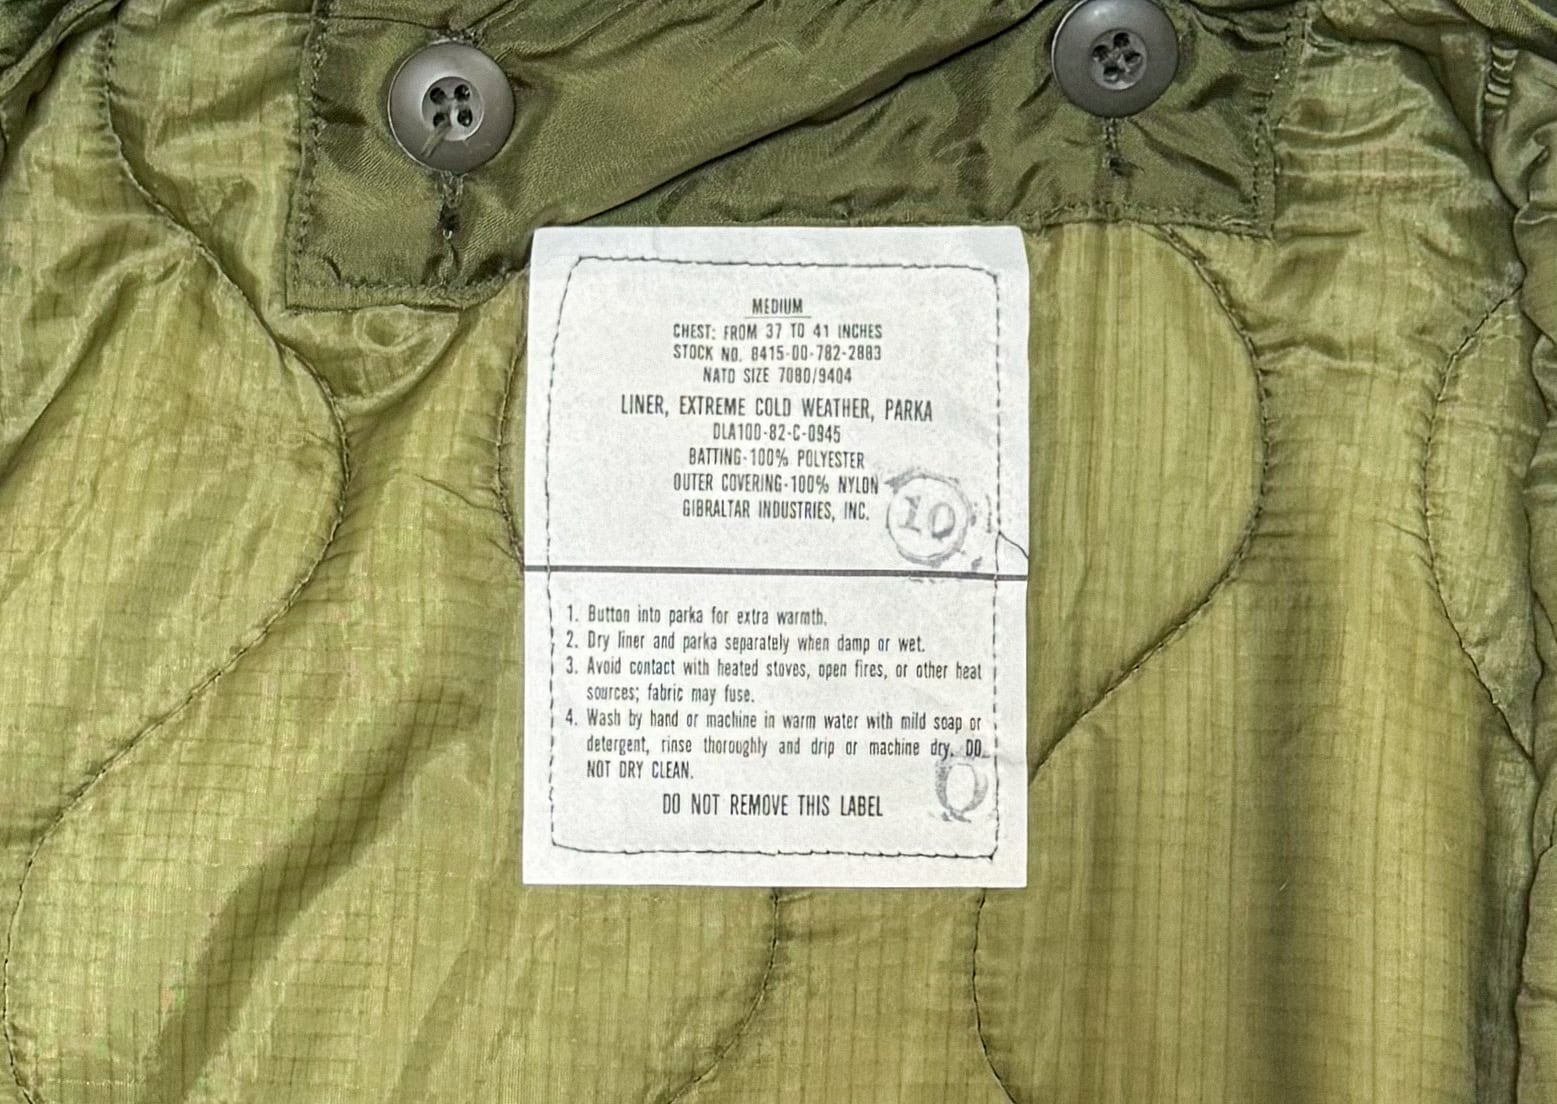 MEDIUM
CHEST: FROM 37 TO 41 INCHES
STOCK NO. 8415-00-782-2883
NATO SIZE 7080/9404
LINER, EXTREME COLD WEATHER, PARKA
DLA100-82-C-0945
BATTING-100% POLYESTER
OUTER COVERING-100% NYLON
GIBRALTAR INDUSTRIES, INC.
10
1. Button into parka for extra warmth.
2. Dry liner and parka separately when damp or wet.
3. Avoid contact with heated stoves, open fires, or other heat
sources; fabric may fuse.
4. Wash by hand or machine in warm water with mild soap or
detergent, rinse thoroughly and drip or machine dry. DO
NOT DRY CLEAN.
DO NOT REMOVE THIS LABEL